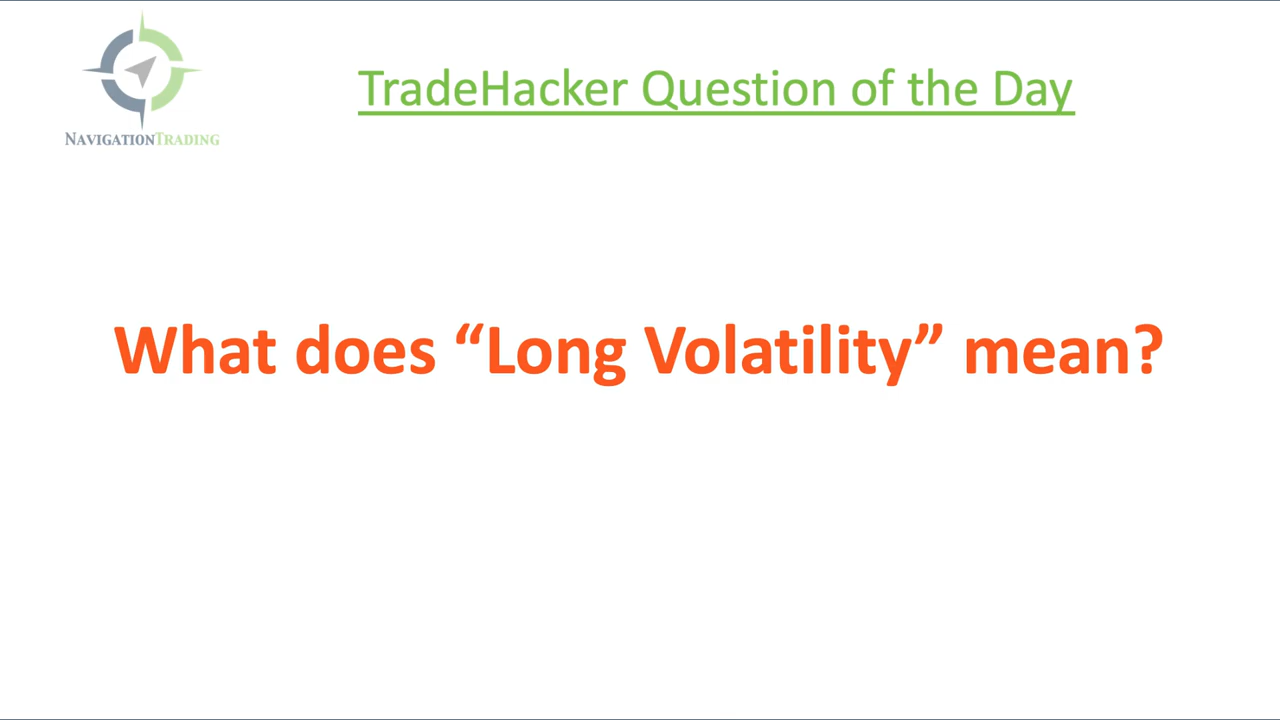 NAVIGATIONTRADING
TradeHacker Question of the Day
What does “Long Volatility” mean?